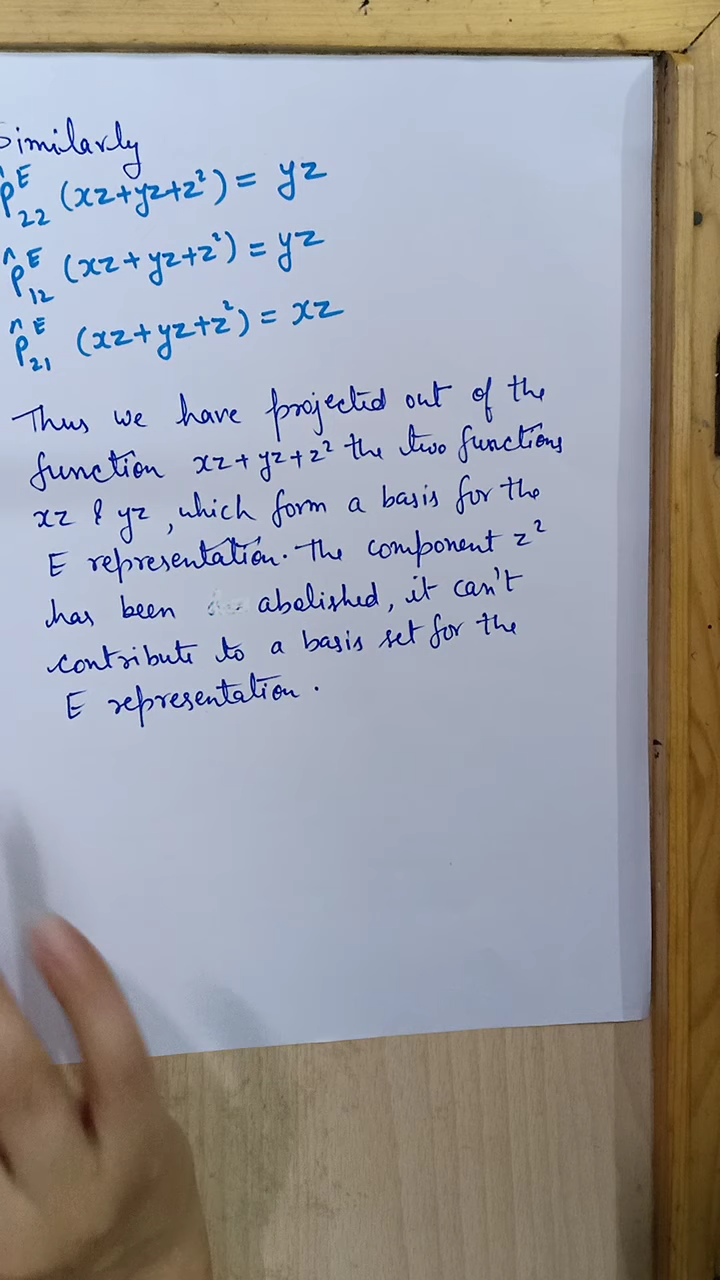 Similarly
P̂ᴱ₂₂ (xz+yz+z²) = yz
P̂ᴱ₁₂ (xz+yz+z²) = yz
P̂ᴱ₂₁ (xz+yz+z²) = xz
Thus we have projected out of the
function xz+yz+z² the two functions
xz & yz, which form a basis for the
E representation. The component z²
has been abolished, it can't
contribute to a basis set for the
E representation.